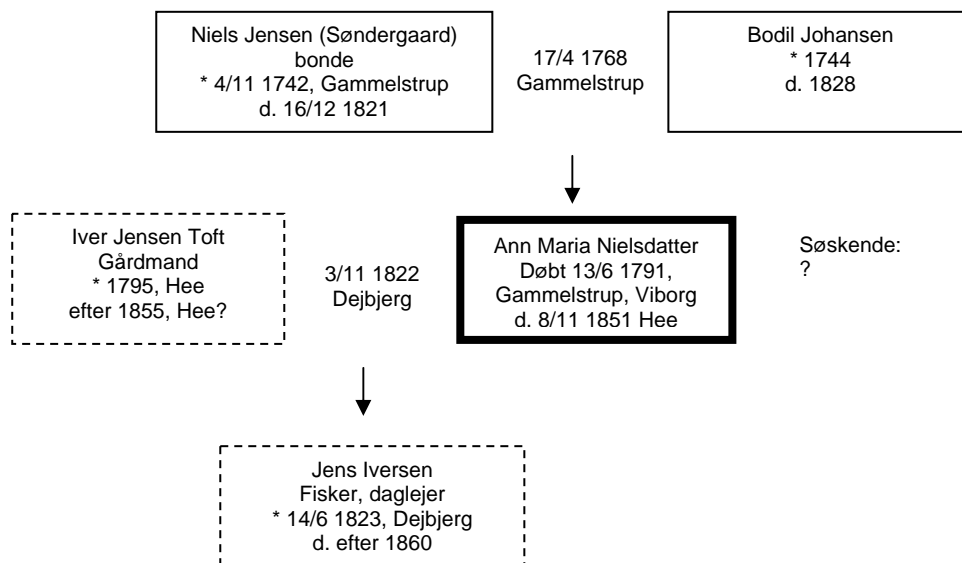 Niels Jensen (Søndergaard)
bonde
* 4/11 1742, Gammelstrup
d. 16/12 1821
17/4 1768
Gammelstrup
Bodil Johansen
* 1744
d. 1828
Iver Jensen Toft
Gårdmand
* 1795, Hee
efter 1855, Hee?
3/11 1822
Dejbjerg
Ann Maria Nielsdatter
Døbt 13/6 1791,
Gammelstrup, Viborg
d. 8/11 1851 Hee
Søskende:
?
Jens Iversen
Fisker, daglejer
* 14/6 1823, Dejbjerg
d. efter 1860